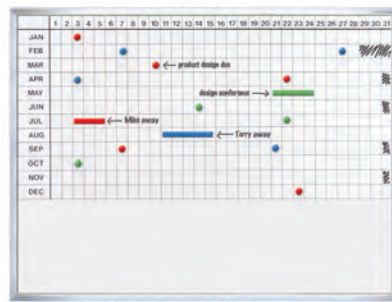 1 2 3 4 5 6 7 8 9 10 11 12 13 14 15 16 17 18 19 20 21 22 23 24 25 26 27 28 29 30 31
JAN
FEB
MAR product design due
APR
MAY design conference
JUN
JUL Mike away
AUG Terry away
SEP
OCT
NOV
DEC